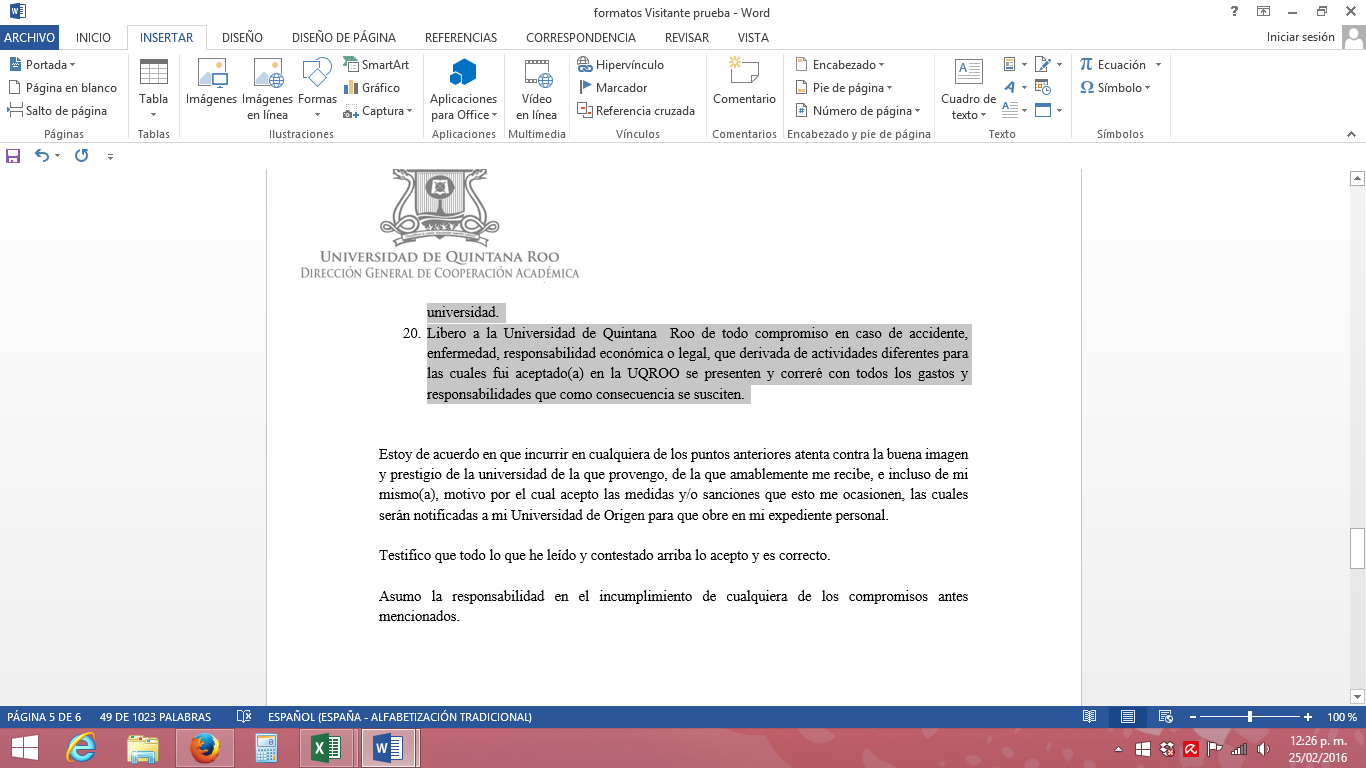 formatos Visitante prueba - Word
?
ARCHIVO INICIO INSERTAR DISEÑO DISEÑO DE PÁGINA REFERENCIAS CORRESPONDENCIA REVISAR VISTA Iniciar sesión
Portada
Página en blanco
Salto de página
Páginas
Tabla
Tablas
Imágenes
Imágenes en línea
Formas
SmartArt
Gráfico
Captura
Ilustraciones
Aplicaciones para Office
Aplicaciones
Vídeo en línea
Multimedia
Hipervínculo
Marcador
Referencia cruzada
Vínculos
Comentario
Comentarios
Encabezado
Pie de página
Número de página
Encabezado y pie de página
Cuadro de texto
Texto
Ecuación
Símbolo
Símbolos
UNIVERSIDAD DE QUINTANA ROO
DIRECCIÓN GENERAL DE COOPERACIÓN ACADÉMICA
universidad.
20. Libero a la Universidad de Quintana Roo de todo compromiso en caso de accidente,
enfermedad, responsabilidad económica o legal, que derivada de actividades diferentes para
las cuales fui aceptado(a) en la UQROO se presenten y correré con todos los gastos y
responsabilidades que como consecuencia se susciten.
Estoy de acuerdo en que incurrir en cualquiera de los puntos anteriores atenta contra la buena imagen
y prestigio de la universidad de la que provengo, de la que amablemente me recibe, e incluso de mi
mismo(a), motivo por el cual acepto las medidas y/o sanciones que esto me ocasionen, las cuales
serán notificadas a mi Universidad de Origen para que obre en mi expediente personal.
Testifico que todo lo que he leído y contestado arriba lo acepto y es correcto.
Asumo la responsabilidad en el incumplimiento de cualquiera de los compromisos antes
mencionados.
PÁGINA 5 DE 6 49 DE 1023 PALABRAS ESPAÑOL (ESPAÑA - ALFABETIZACIÓN TRADICIONAL) 100 %
12:26 p. m.
25/02/2016